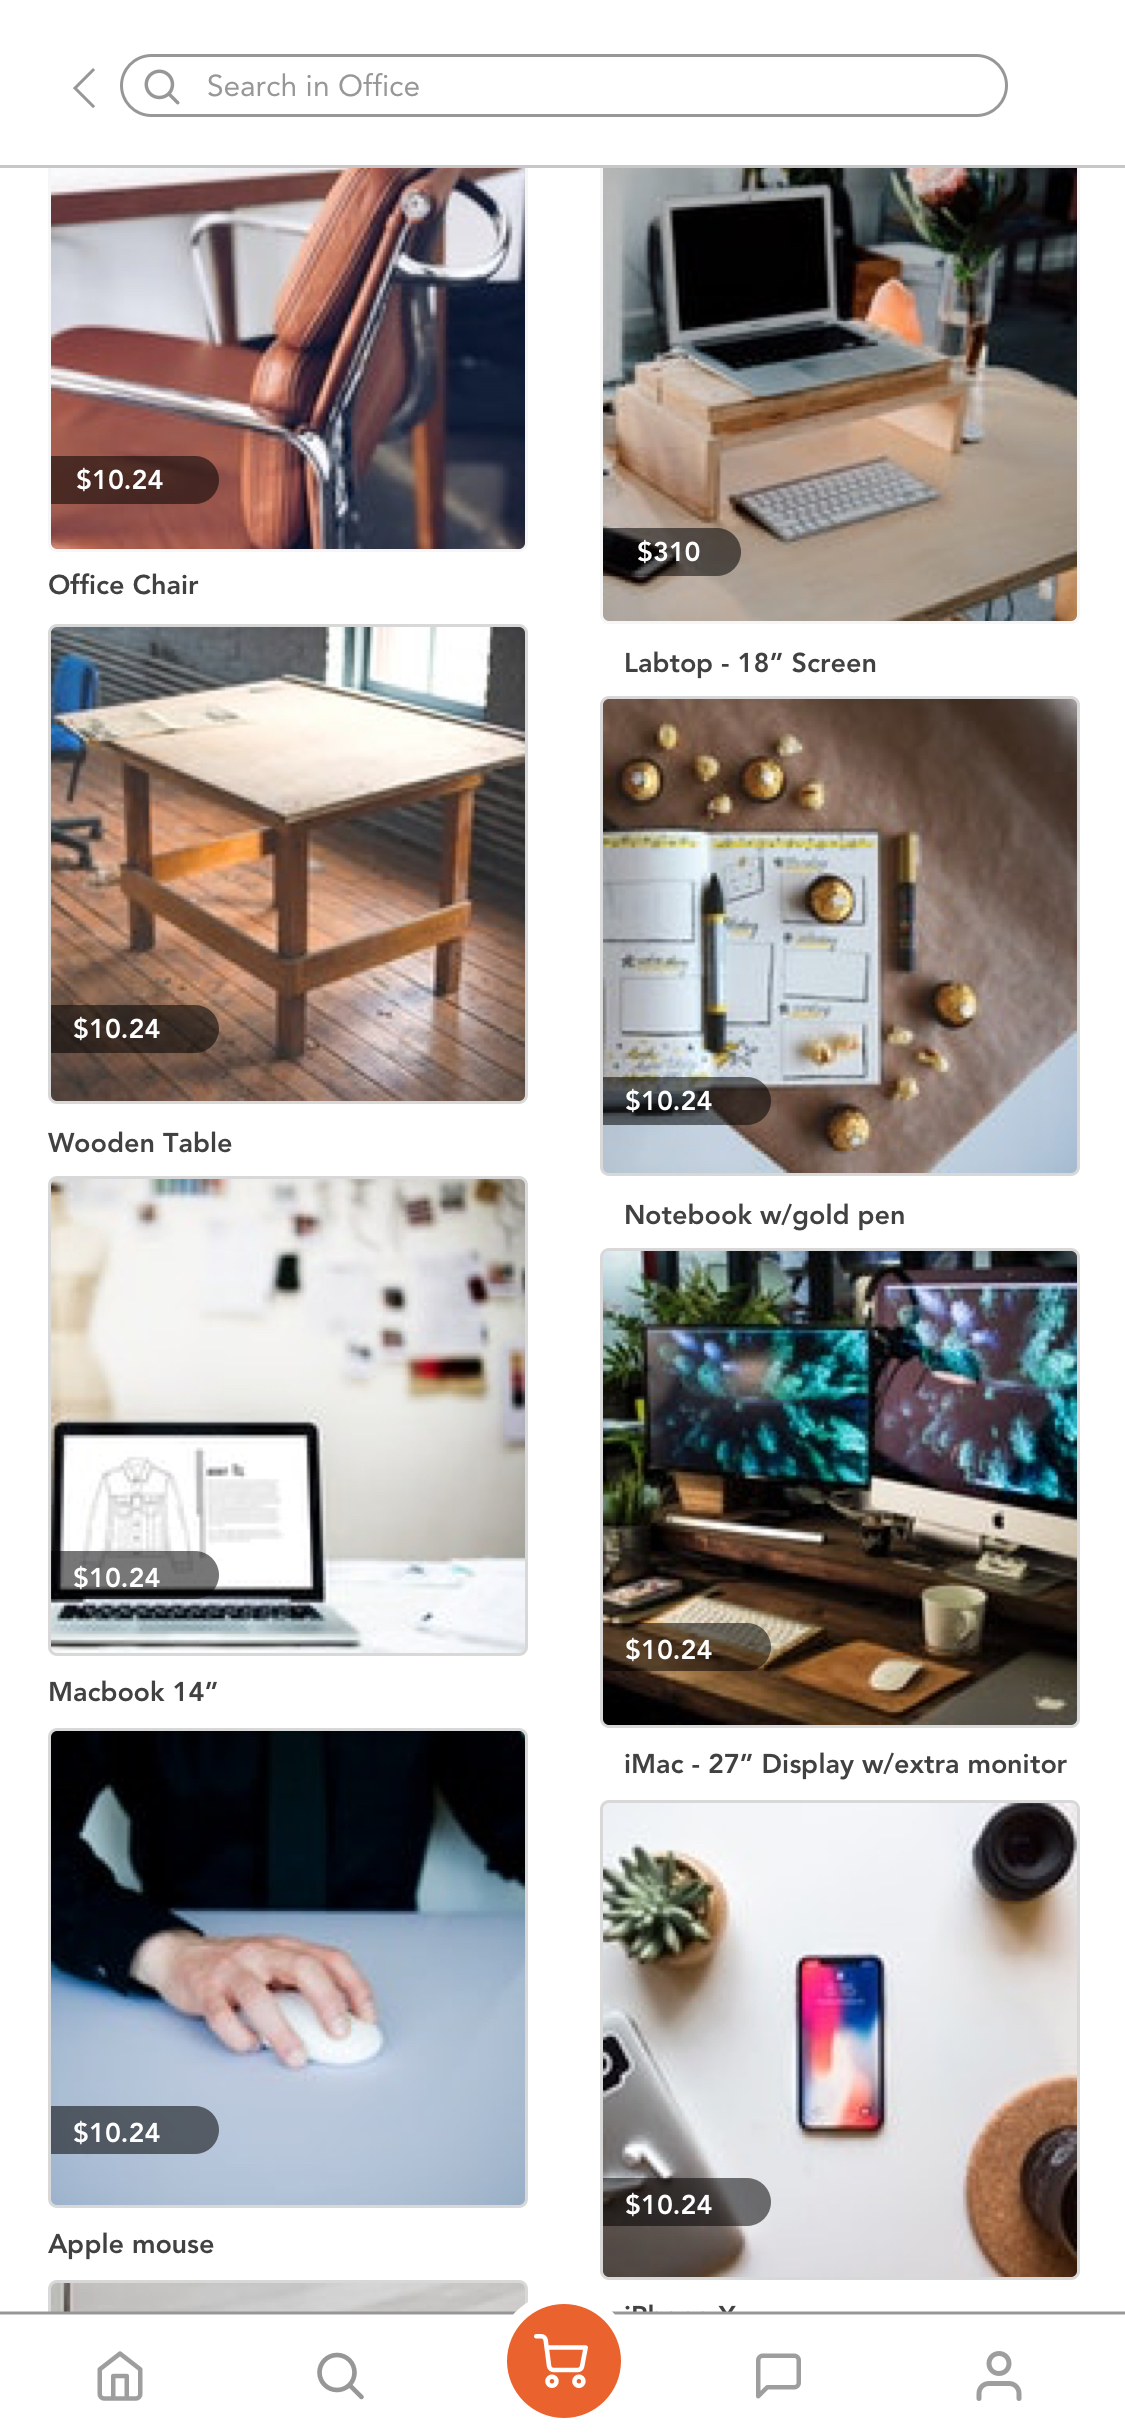 Search in Office
$10.24
Office Chair
$310
Labtop - 18” Screen
$10.24
Wooden Table
$10.24
Notebook w/gold pen
$10.24
Macbook 14”
$10.24
iMac - 27” Display w/extra monitor
$10.24
Apple mouse
$10.24